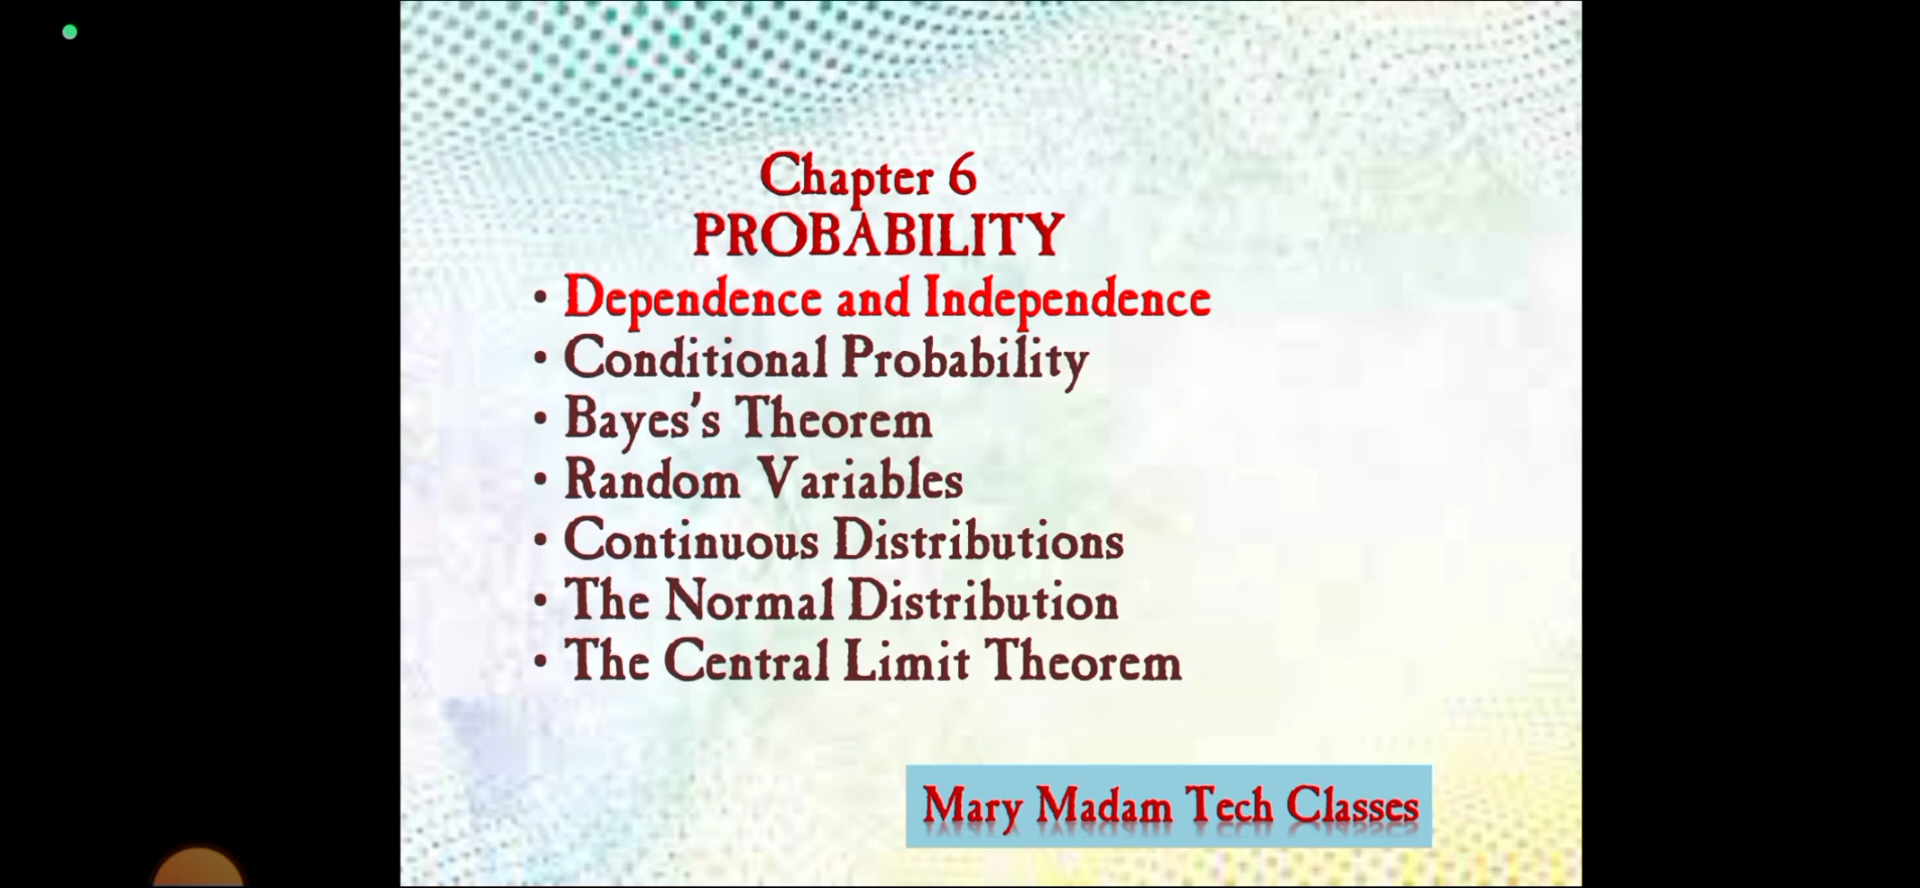 Chapter 6
PROBABILITY
• Dependence and Independence
• Conditional Probability
• Bayes's Theorem
• Random Variables
• Continuous Distributions
• The Normal Distribution
• The Central Limit Theorem
Mary Madam Tech Classes